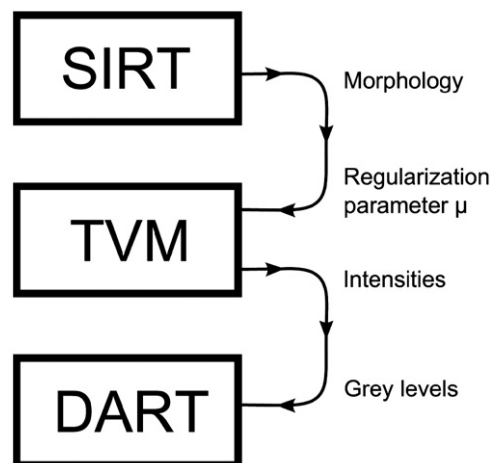 SIRT
Morphology
Regularization
parameter μ
TVM
Intensities
Grey levels
DART